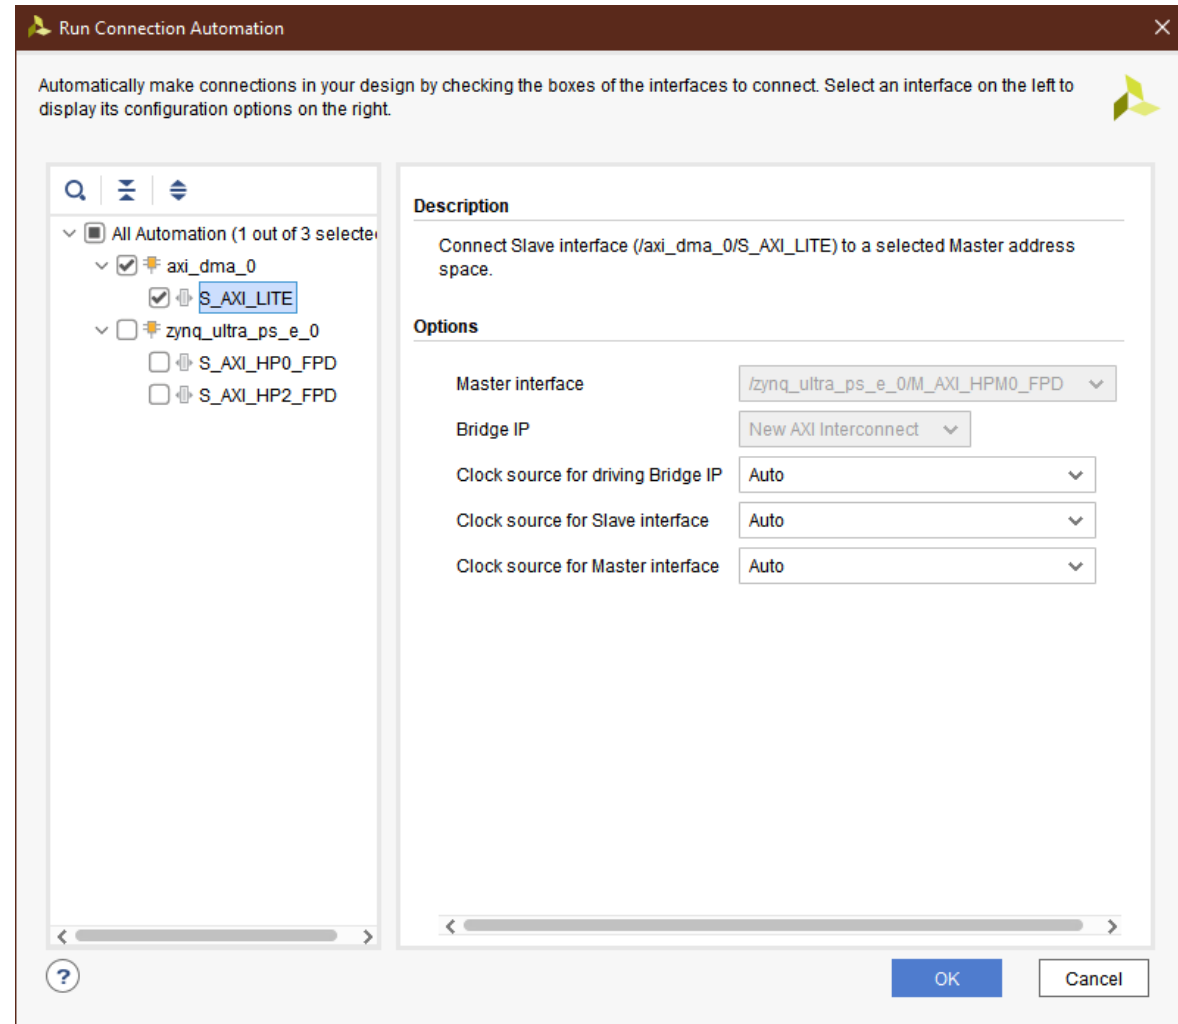 Run Connection Automation
Automatically make connections in your design by checking the boxes of the interfaces to connect. Select an interface on the left to
display its configuration options on the right.
All Automation (1 out of 3 selected
axi_dma_0
S_AXI_LITE
zynq_ultra_ps_e_0
S_AXI_HP0_FPD
S_AXI_HP2_FPD
Description
Connect Slave interface (/axi_dma_0/S_AXI_LITE) to a selected Master address
space.
Options
Master interface /zynq_ultra_ps_e_0/M_AXI_HPM0_FPD
Bridge IP New AXI Interconnect
Clock source for driving Bridge IP Auto
Clock source for Slave interface Auto
Clock source for Master interface Auto
?
OK Cancel